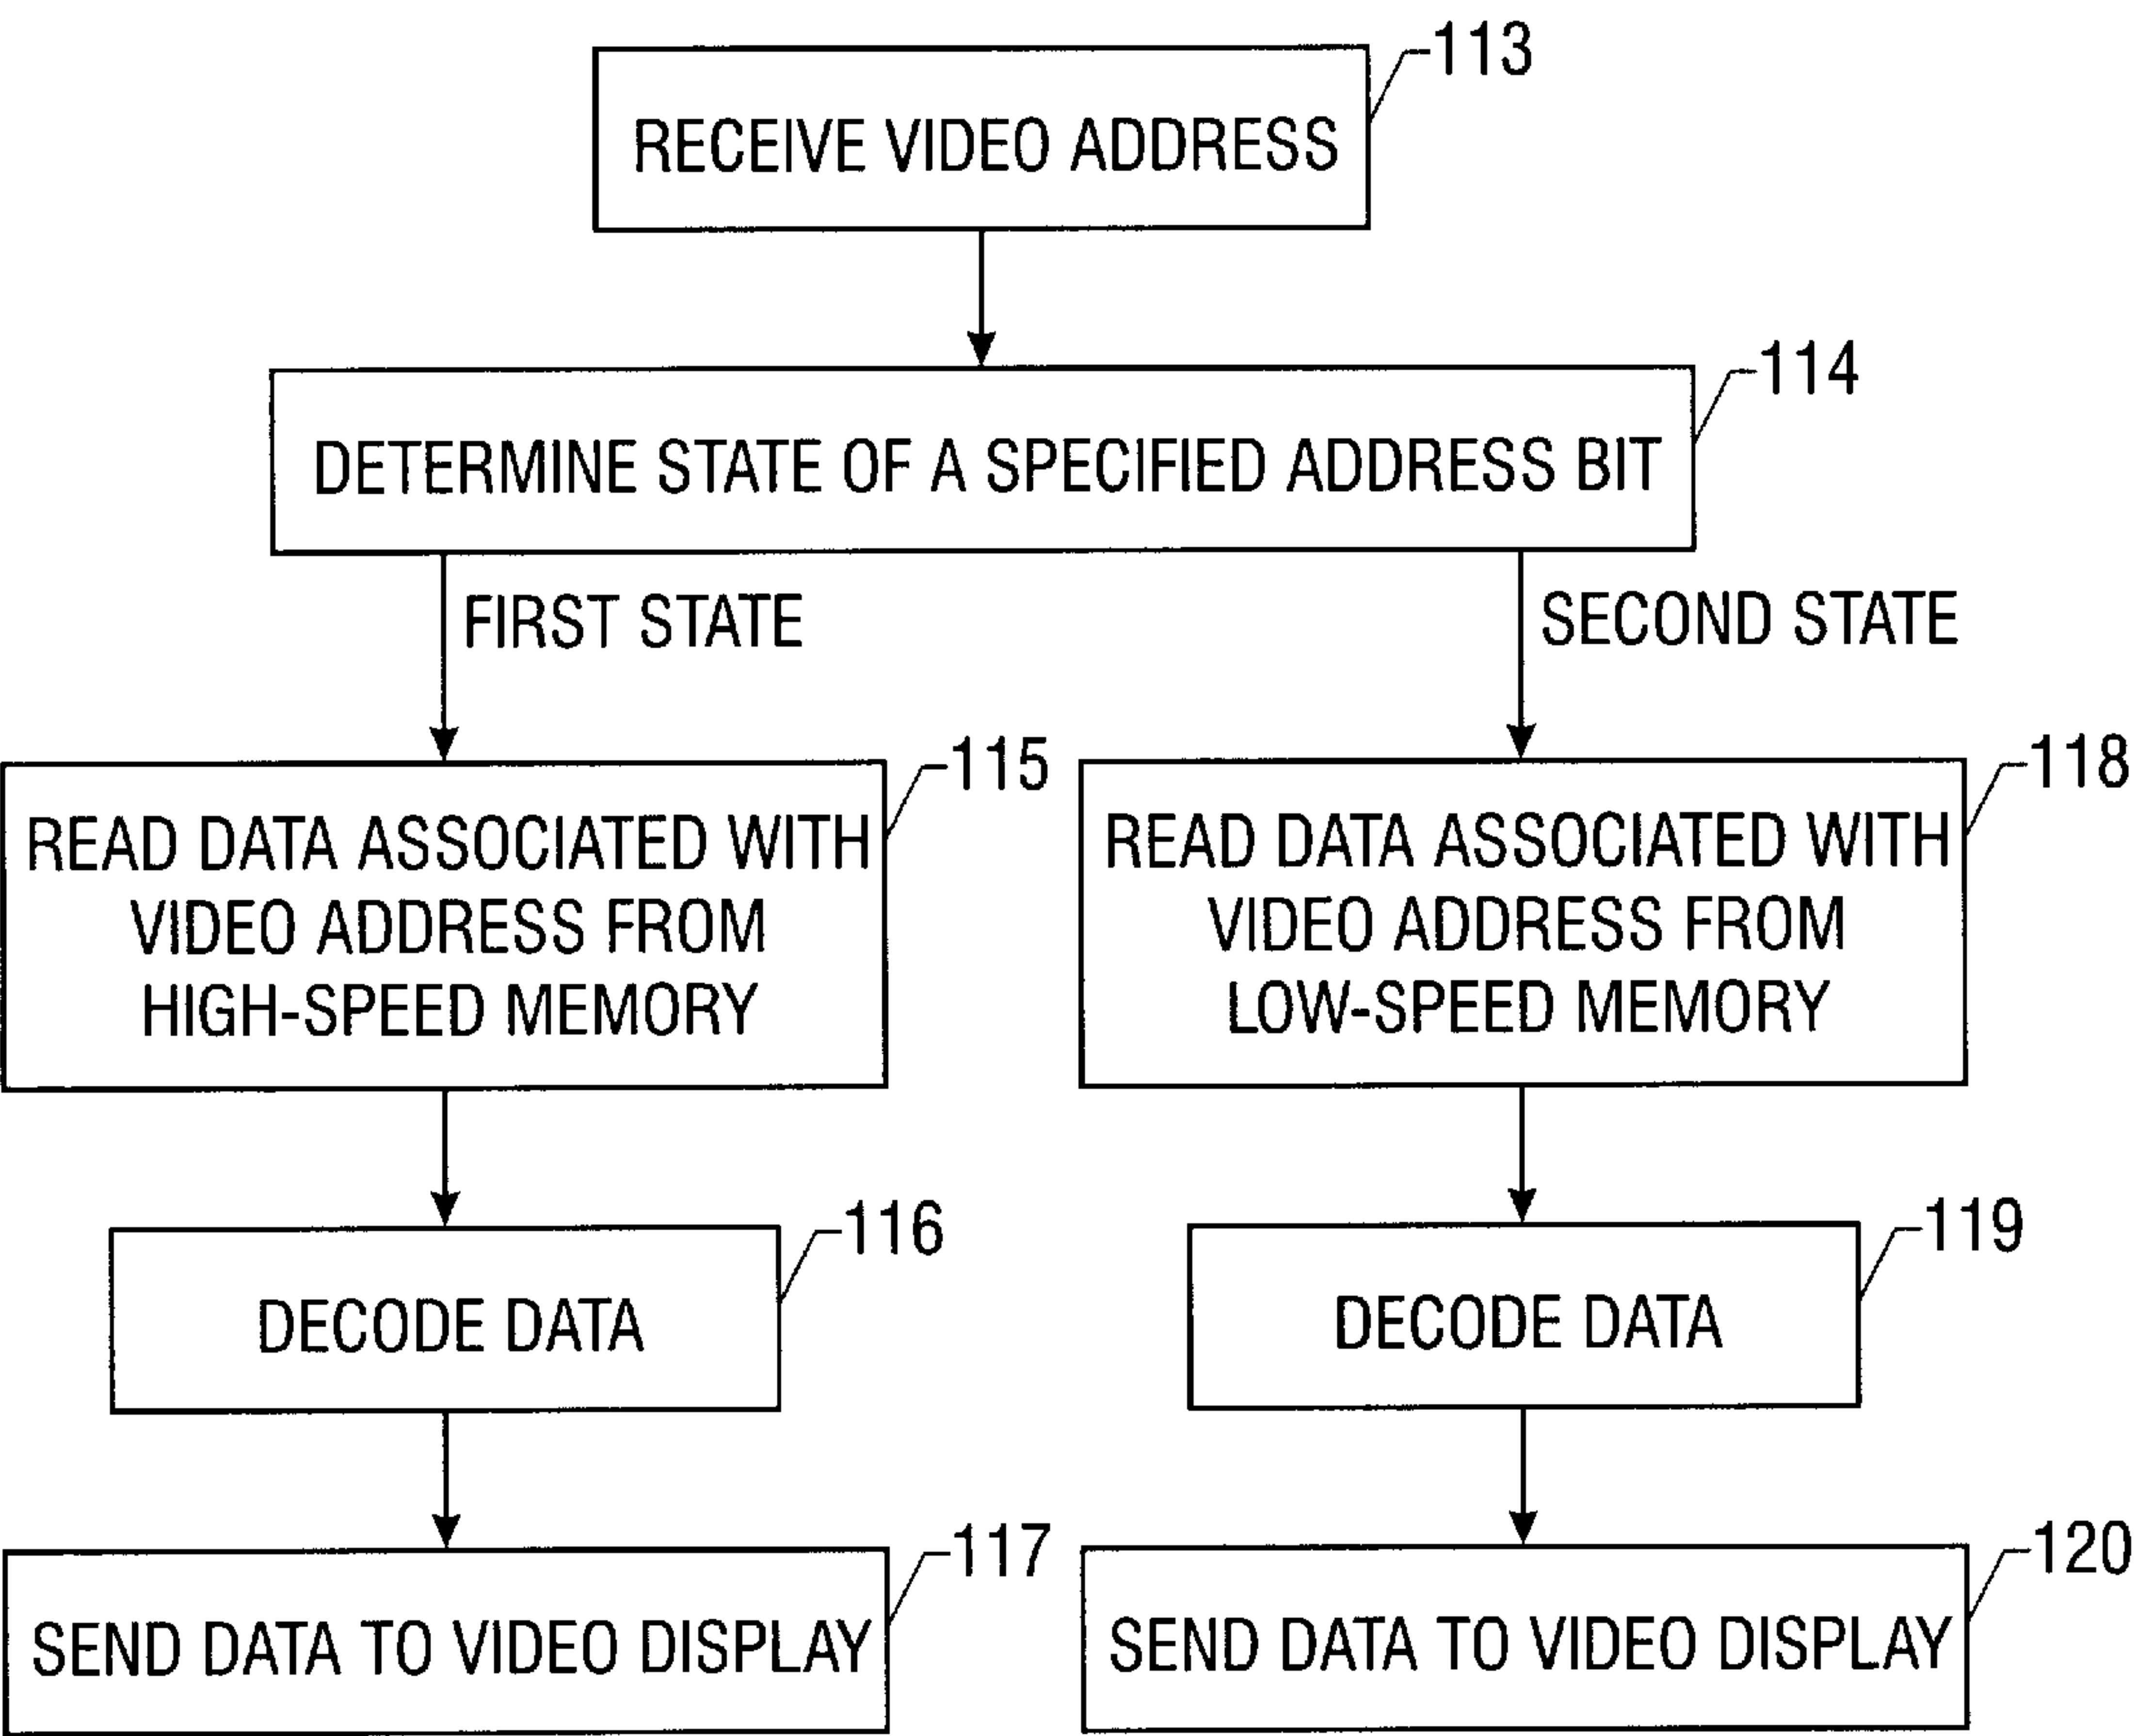 113
RECEIVE VIDEO ADDRESS
114
DETERMINE STATE OF A SPECIFIED ADDRESS BIT
FIRST STATE
SECOND STATE
115
READ DATA ASSOCIATED WITH
VIDEO ADDRESS FROM
HIGH-SPEED MEMORY
118
READ DATA ASSOCIATED WITH
VIDEO ADDRESS FROM
LOW-SPEED MEMORY
116
DECODE DATA
119
DECODE DATA
117
SEND DATA TO VIDEO DISPLAY
120
SEND DATA TO VIDEO DISPLAY